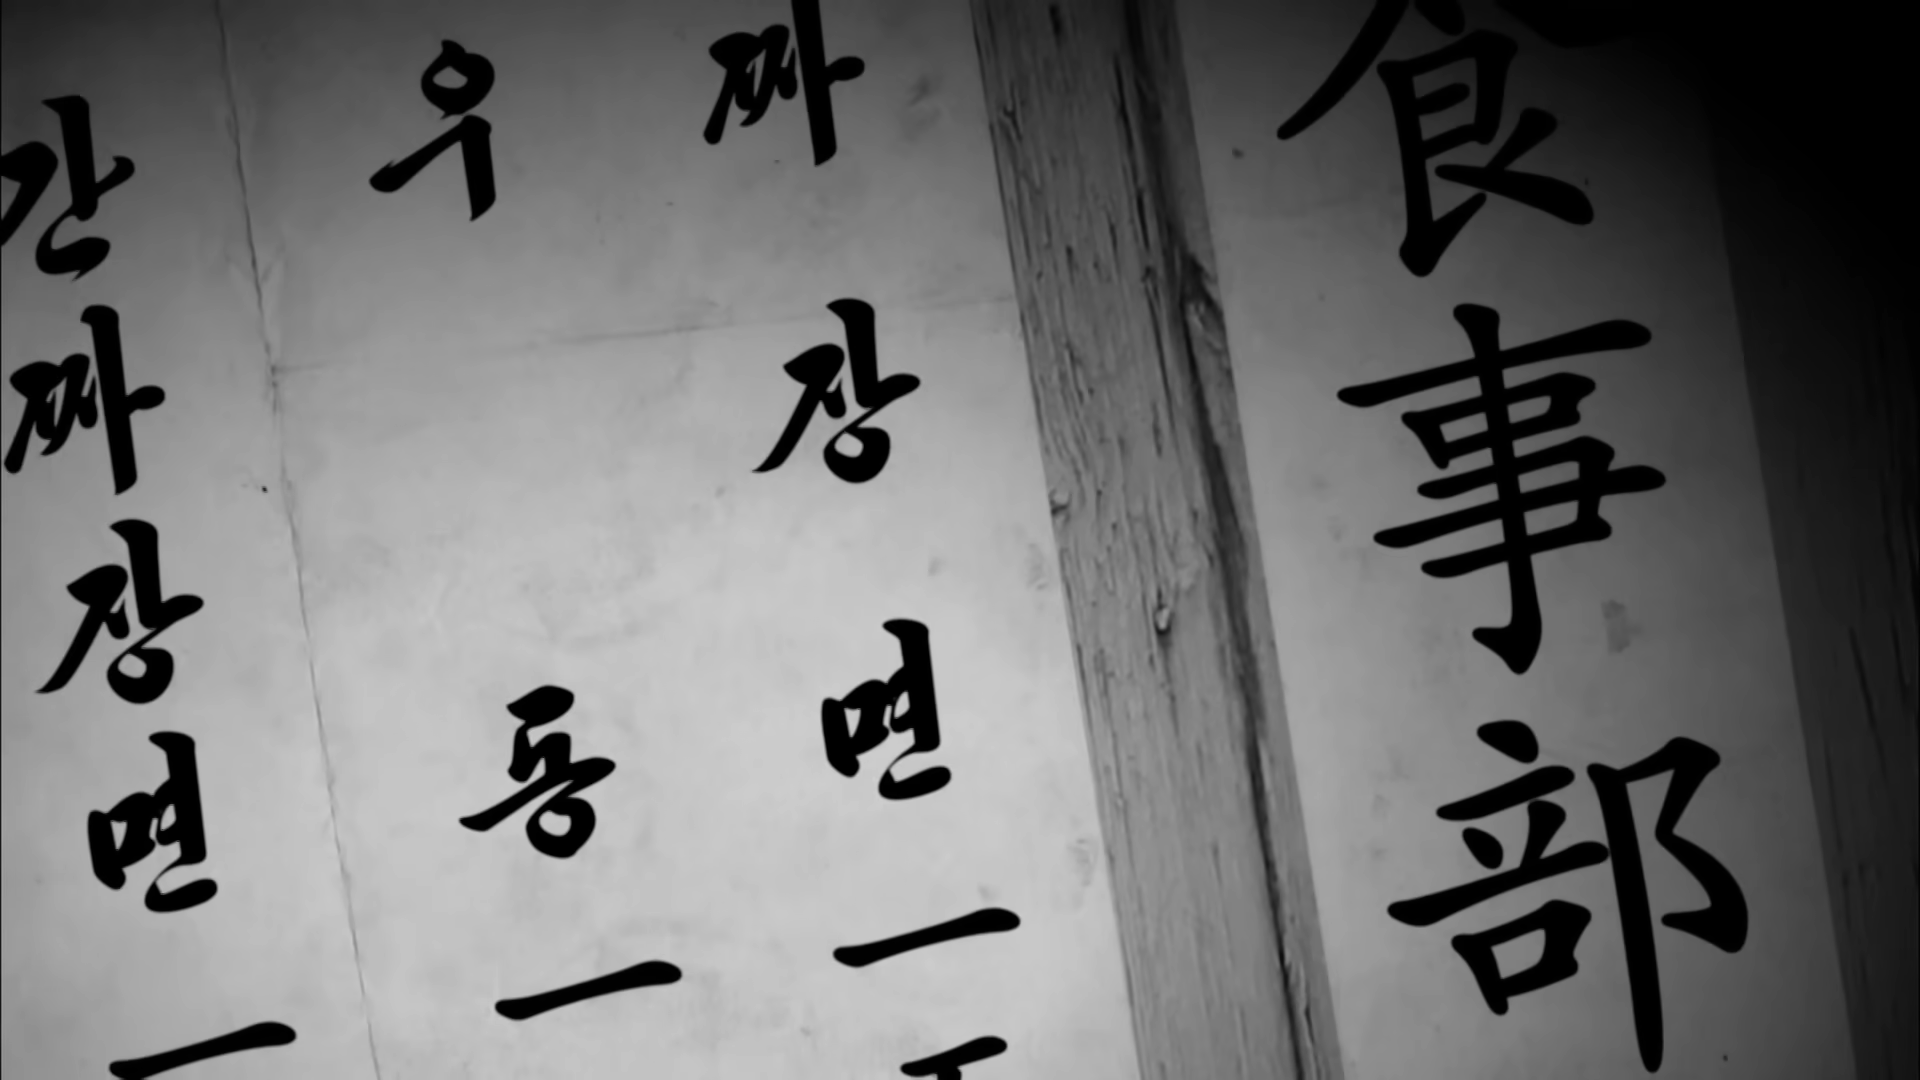 食事部
짜장면 一
우동 一
간짜장면 一